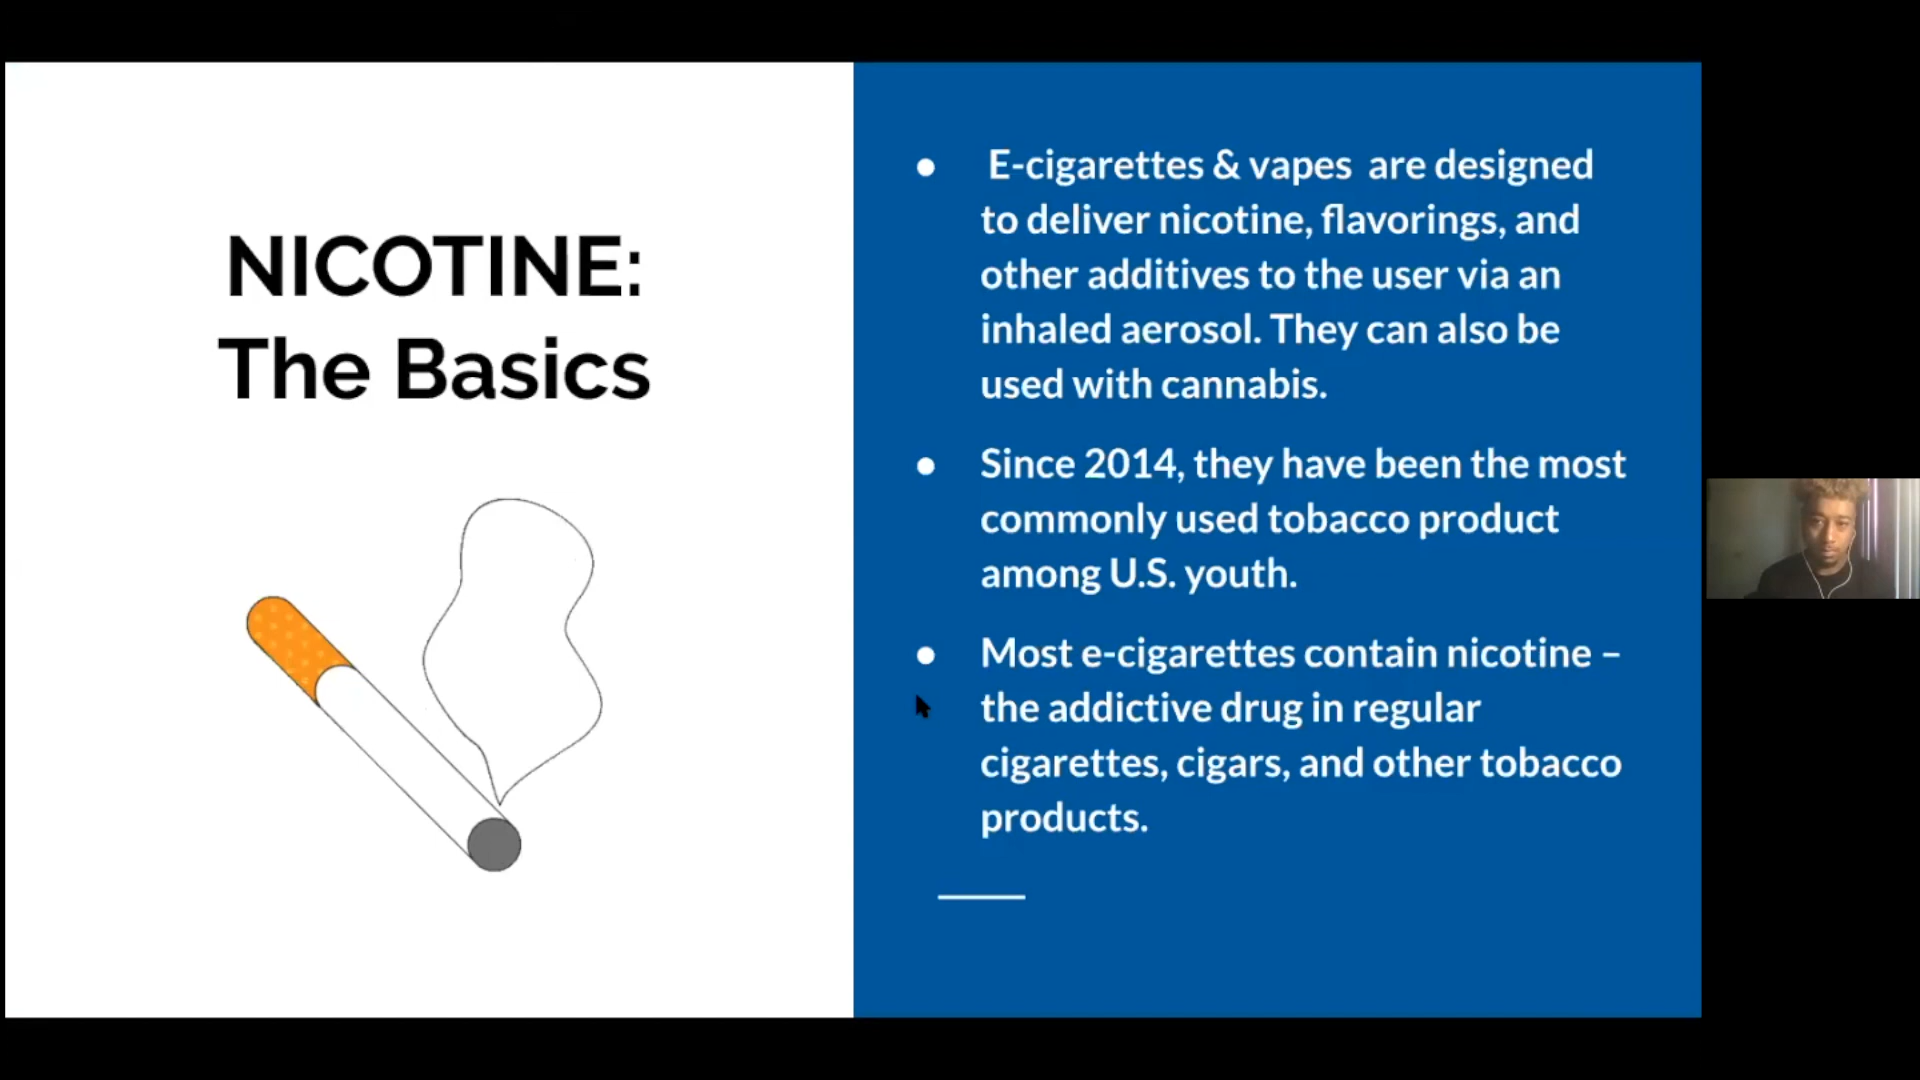 NICOTINE:
The Basics
● E-cigarettes & vapes are designed
to deliver nicotine, flavorings, and
other additives to the user via an
inhaled aerosol. They can also be
used with cannabis.
● Since 2014, they have been the most
commonly used tobacco product
among U.S. youth.
● Most e-cigarettes contain nicotine –
the addictive drug in regular
cigarettes, cigars, and other tobacco
products.